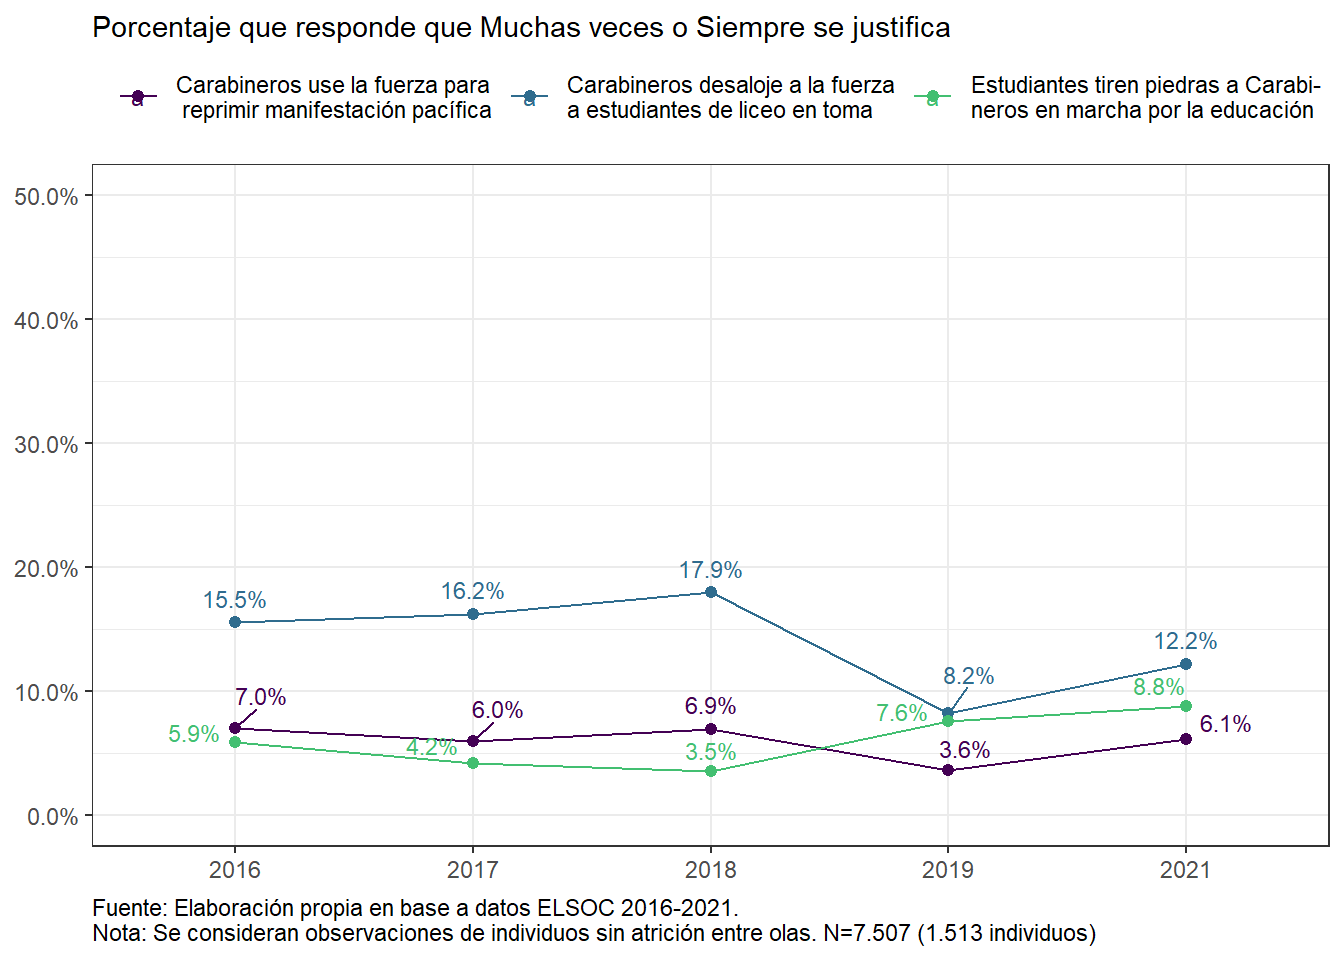 Porcentaje que responde que Muchas veces o Siempre se justifica
a Carabineros use la fuerza para
reprimir manifestación pacífica
a Carabineros desaloje a la fuerza
a estudiantes de liceo en toma
a Estudiantes tiren piedras a Carabi-
neros en marcha por la educación
50.0%
40.0%
30.0%
20.0%
10.0%
0.0%
15.5%
16.2%
17.9%
8.2%
12.2%
7.0%
6.0%
6.9%
3.6%
6.1%
5.9%
4.2%
3.5%
7.6%
8.8%
2016
2017
2018
2019
2021
Fuente: Elaboración propia en base a datos ELSOC 2016-2021.
Nota: Se consideran observaciones de individuos sin atrición entre olas. N=7.507 (1.513 individuos)